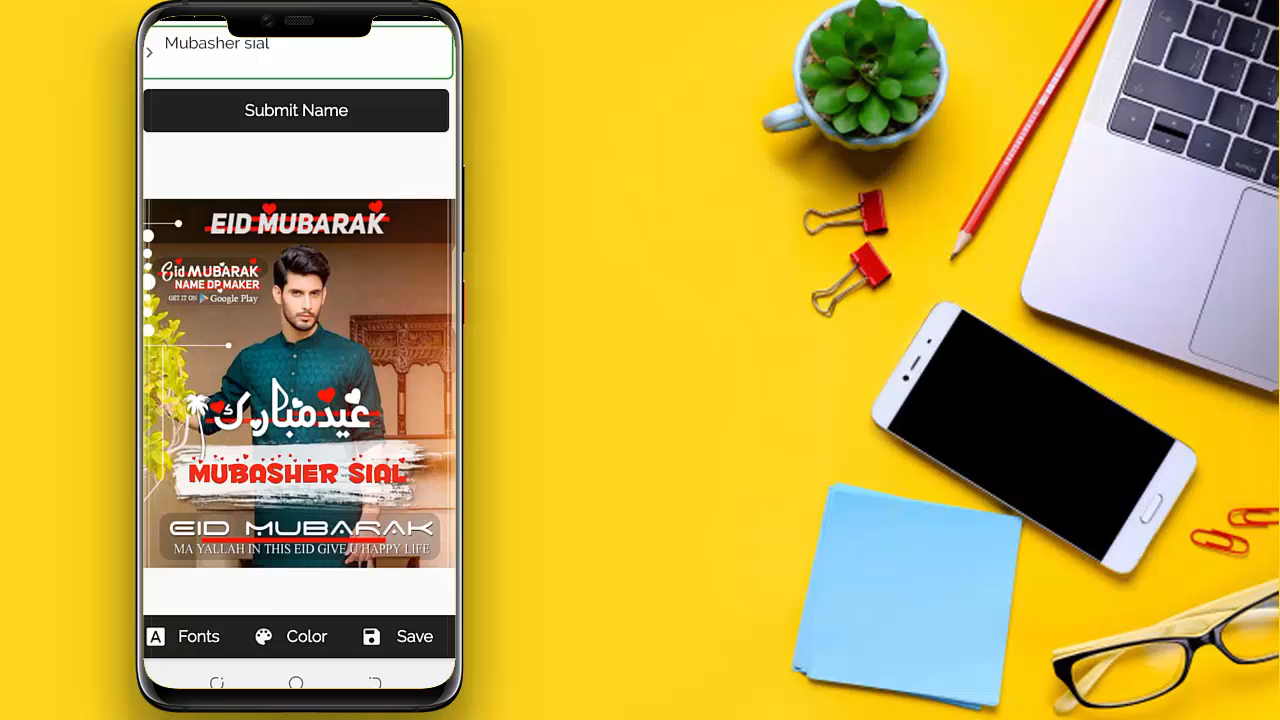 Mubasher sial
Submit Name
EID MUBARAK
Eid MUBARAK
NAME DP MAKER
GET IT ON Google Play
عید مبارک
MUBASHER SIAL
EID MUBARAK
MA YALLAH IN THIS EID GIVE U HAPPY LIFE
A Fonts Color Save